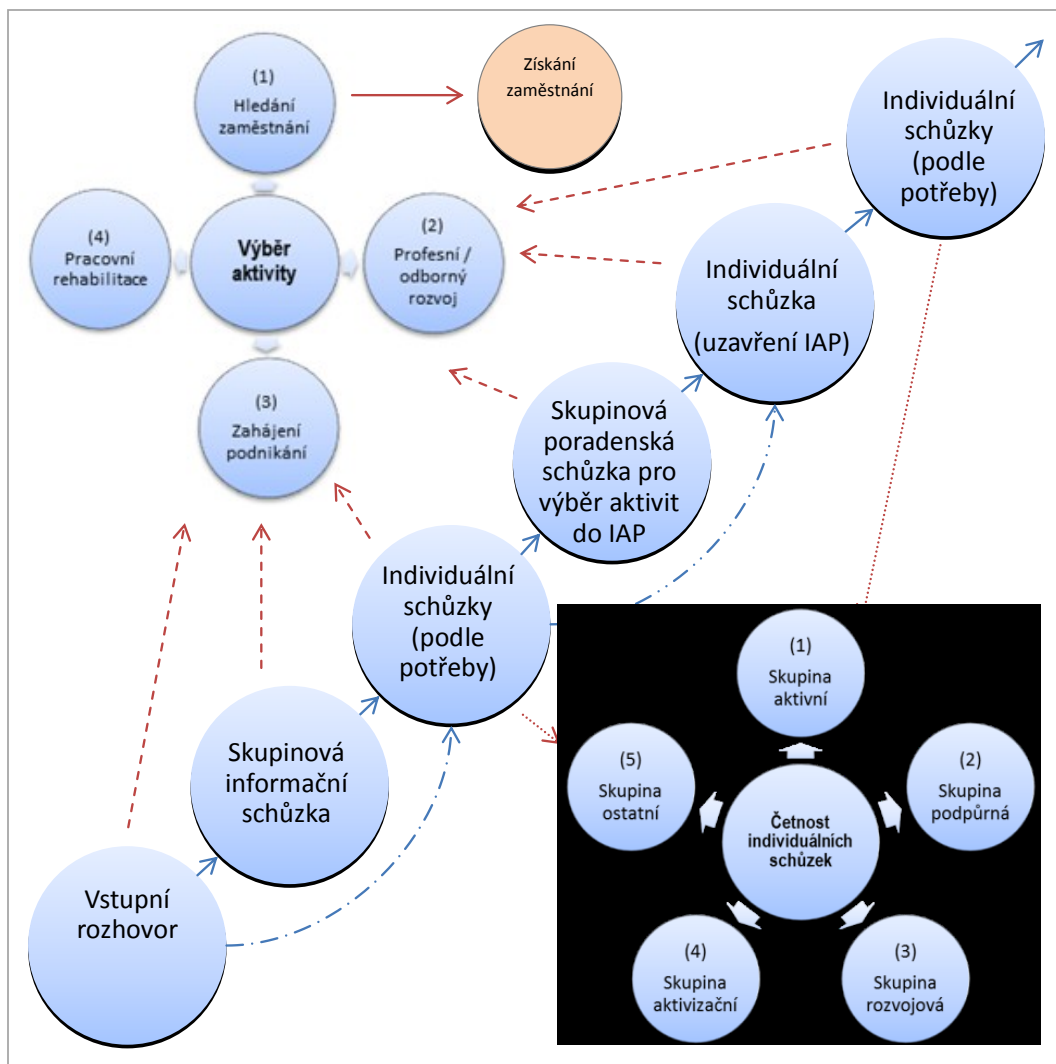 (1)
Hledání
zaměstnání
Získání
zaměstnání
Individuální
schůzky
(podle
potřeby)
(4)
Pracovní
rehabilitace
Výběr
aktivity
(2)
Profesní /
odborný
rozvoj
Individuální
schůzka
(uzavření IAP)
(3)
Zahájení
podnikání
Skupinová
poradenská
schůzka pro
výběr aktivit
do IAP
Individuální
schůzky
(podle
potřeby)
Skupinová
informační
schůzka
Vstupní
rozhovor
(1)
Skupina
aktivní
(5)
Skupina
ostatní
(2)
Skupina
podpůrná
Četnost
individuálních
schůzek
(4)
Skupina
aktivizační
(3)
Skupina
rozvojová